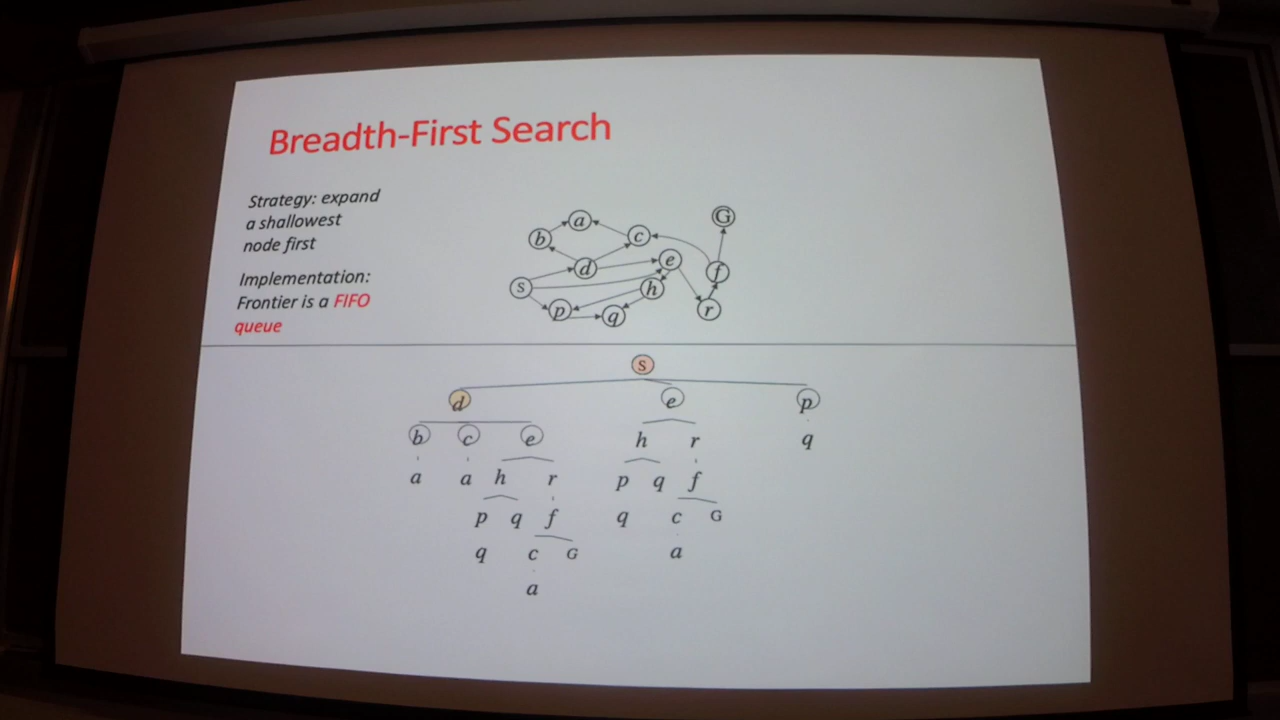 Breadth-First Search
Strategy: expand
a shallowest
node first
Implementation:
Frontier is a FIFO
queue
G
a
b
c
e
d
f
S
h
p
q
r
S
d
e
p
b
c
e
h
r
q
a
a
h
r
p
q
f
p
q
f
q
c
G
q
c
G
a
a